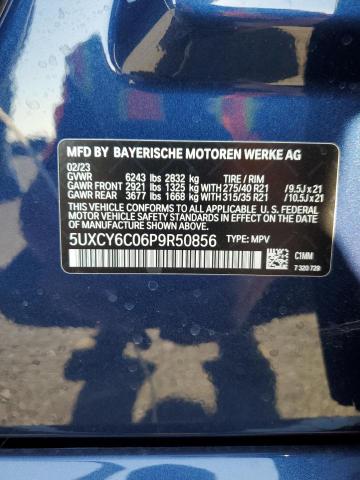 MFD BY BAYERISCHE MOTOREN WERKE AG
02/23
GVWR 6243 lbs 2832 kg TIRE / RIM
GAWR FRONT 2921 lbs 1325 kg WITH 275/40 R21 /9.5J x 21
GAWR REAR 3677 lbs 1668 kg WITH 315/35 R21 /10.5J x 21
THIS VEHICLE CONFORMS TO ALL APPLICABLE U.S. FEDERAL MOTOR VEHICLE SAFETY STANDARDS IN EFFECT ON THE DATE OF MANUFACTURE SHOWN ABOVE.
5UXCY6C06P9R50856 TYPE: MPV
C1MM
7 320 729